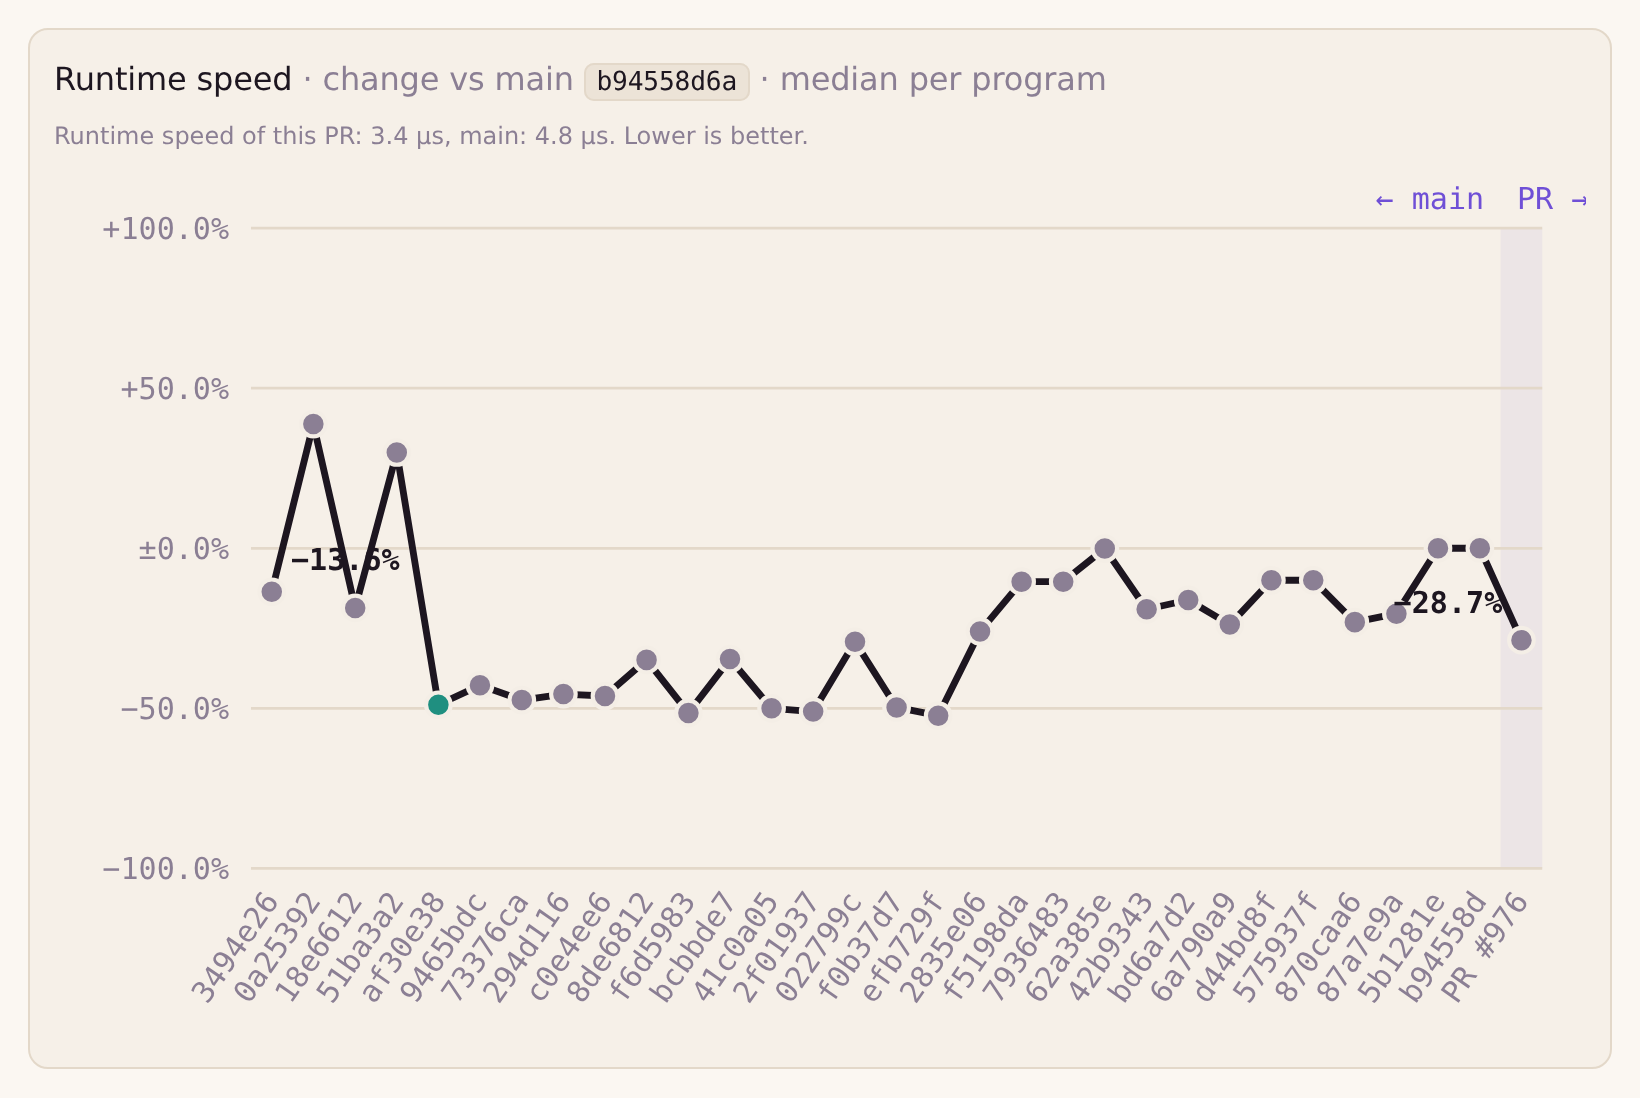 Runtime speed · change vs main b94558d6a · median per program
Runtime speed of this PR: 3.4 µs, main: 4.8 µs. Lower is better.
← main PR →
+100.0%
+50.0%
±0.0%
−50.0%
−100.0%
−13.6%
−28.7%
3494e26
0a25392
18e6612
51ba3a2
af30e38
9465bdc
73376ca
294d116
c0e4ee6
8de6812
f6d5983
bcbbde7
41c0a05
2f01937
022799c
f0b37d7
efb729f
2835e06
f5198da
7936483
62a385e
42b9343
bd6a7d2
6a790a9
d44bd8f
575937f
870caa6
87a7e9a
5b1281e
b94558d
PR #976